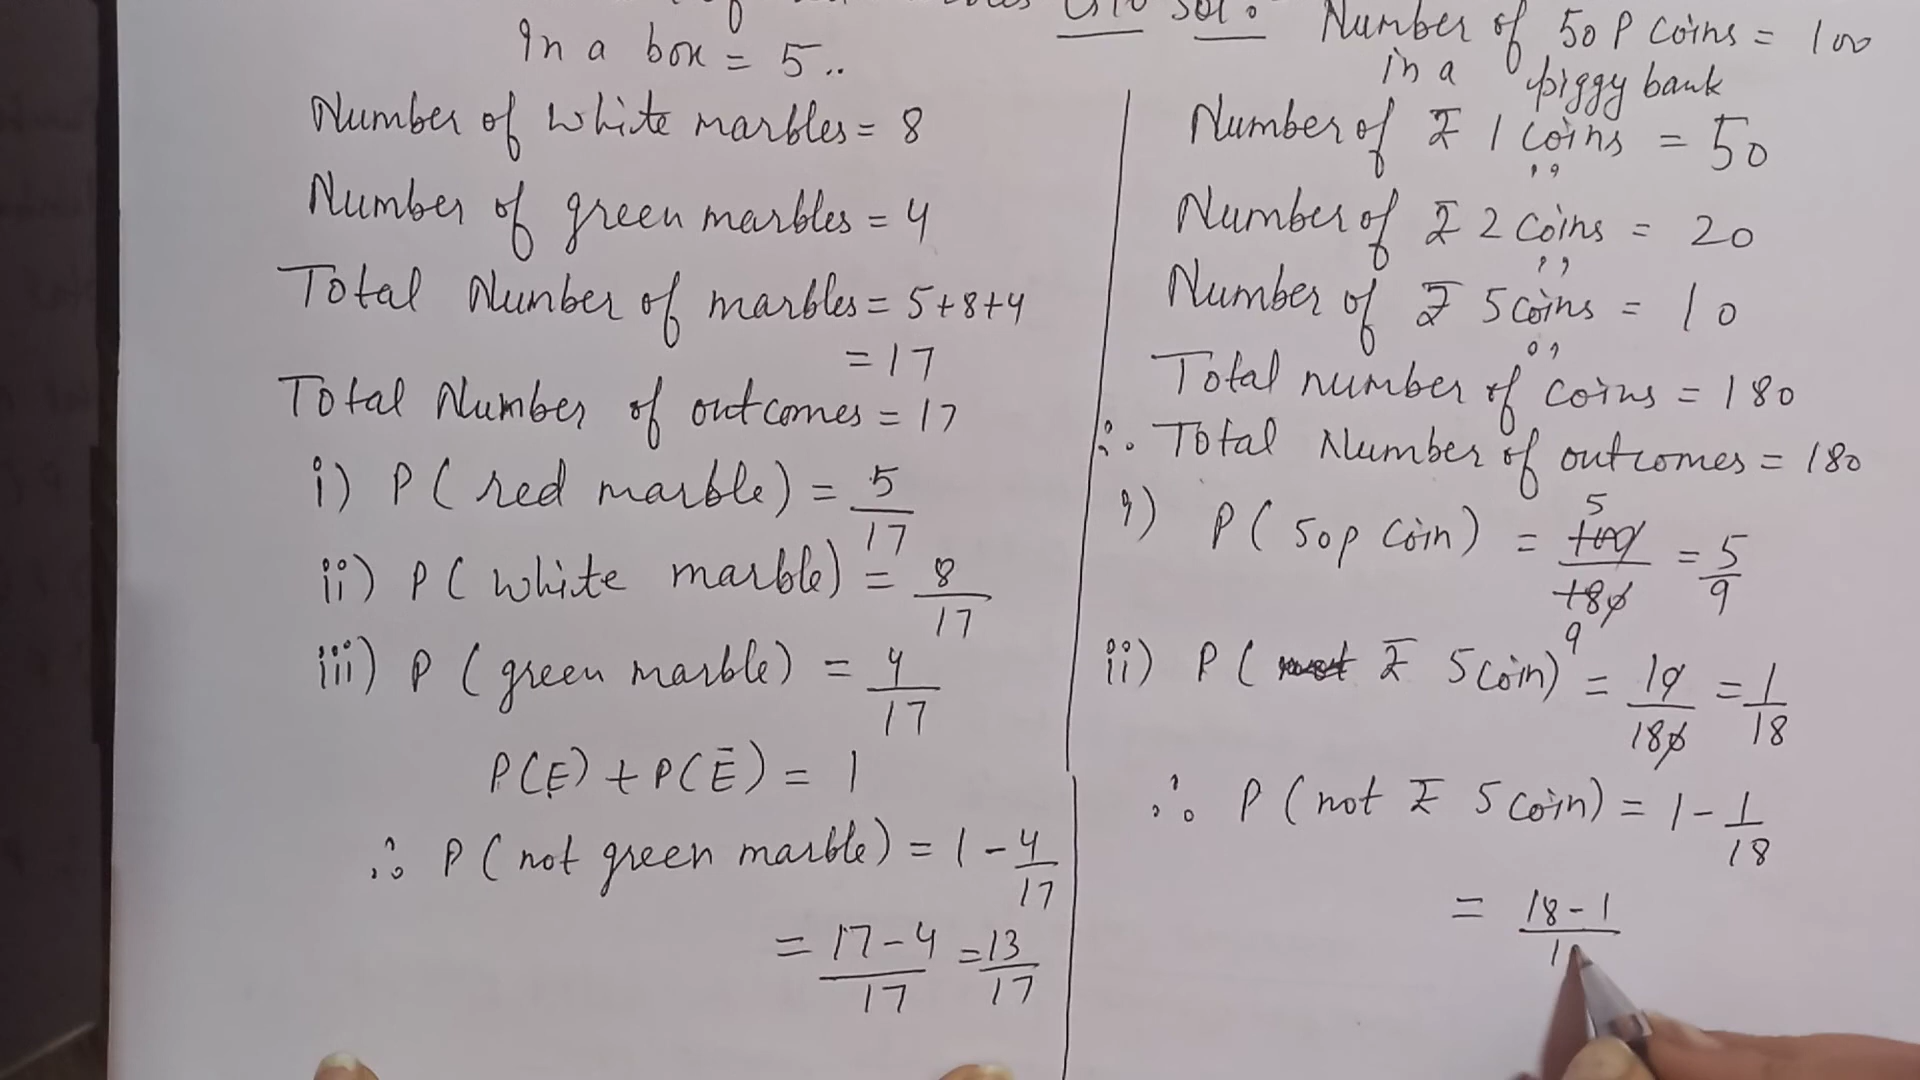 In a box = 5..
Number of white marbles = 8
Number of green marbles = 4
Total Number of marbles = 5+8+4
= 17
Total Number of outcomes = 17
i) P ( red marble) = 5/17
ii) P ( white marble) = 8/17
iii) P ( green marble) = 4/17
P(E) + P(Ē) = 1
∴ P ( not green marble) = 1 - 4/17
= 17-4/17 = 13/17
Sol.
Number of 50 P coins = 100
in a piggy bank
Number of ₹ 1 coins = 50
,,
Number of ₹ 2 coins = 20
,,
Number of ₹ 5 coins = 10
,,
Total number of coins = 180
∴ Total Number of outcomes = 180
i) P ( 50p coin) = 100/180 = 5/9
5
9
ii) P ( not ₹ 5 coin) = 10/180 = 1/18
∴ P ( not ₹ 5 coin) = 1 - 1/18
= 18-1/1